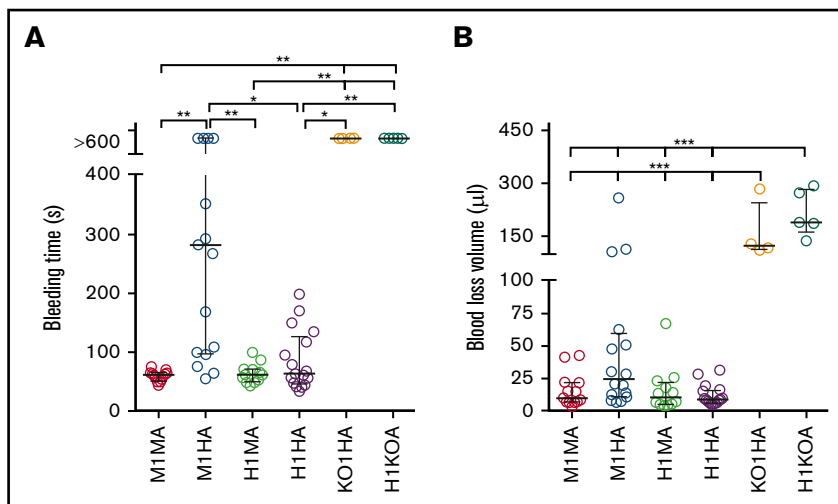 A
B
**
**
*
**
**
**
*
>600
400
300
200
100
0
Bleeding time (s)
M1MA
M1HA
H1MA
H1HA
KO1HA
H1KOA
***
***
450
300
150
100
75
50
25
0
Blood loss volume (µl)
M1MA
M1HA
H1MA
H1HA
KO1HA
H1KOA